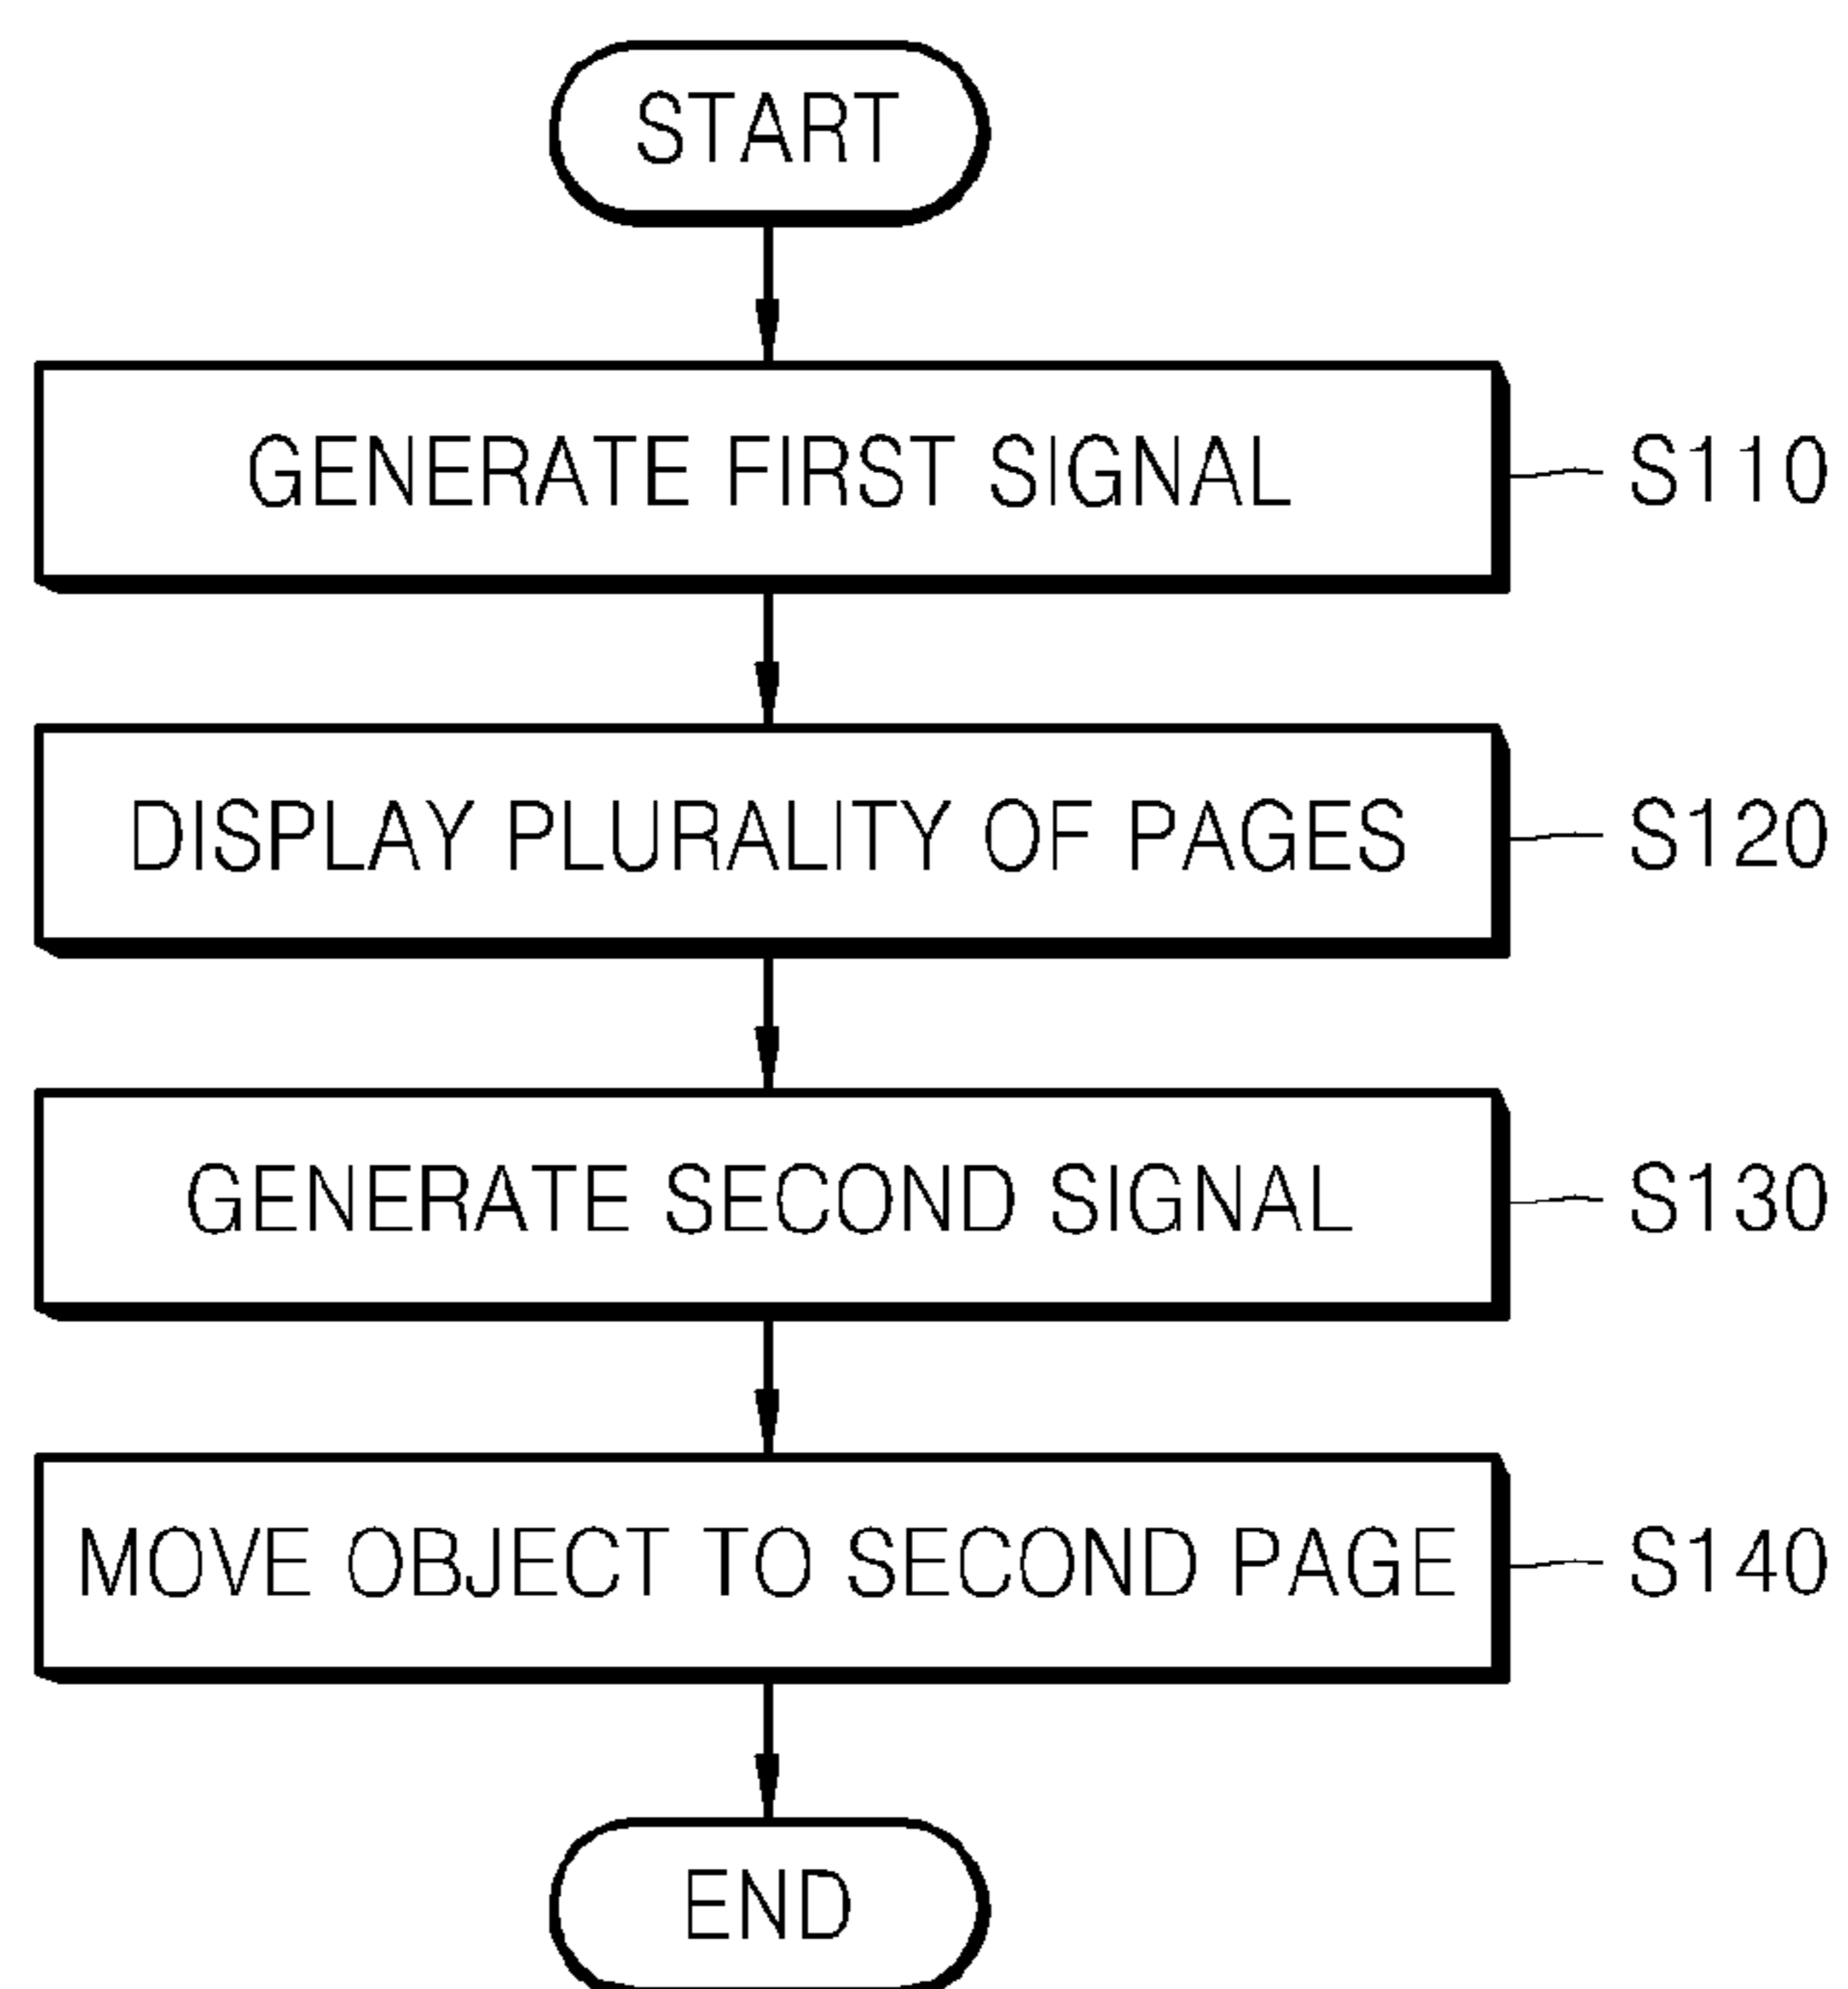 START
GENERATE FIRST SIGNAL
S110
DISPLAY PLURALITY OF PAGES
S120
GENERATE SECOND SIGNAL
S130
MOVE OBJECT TO SECOND PAGE
S140
END